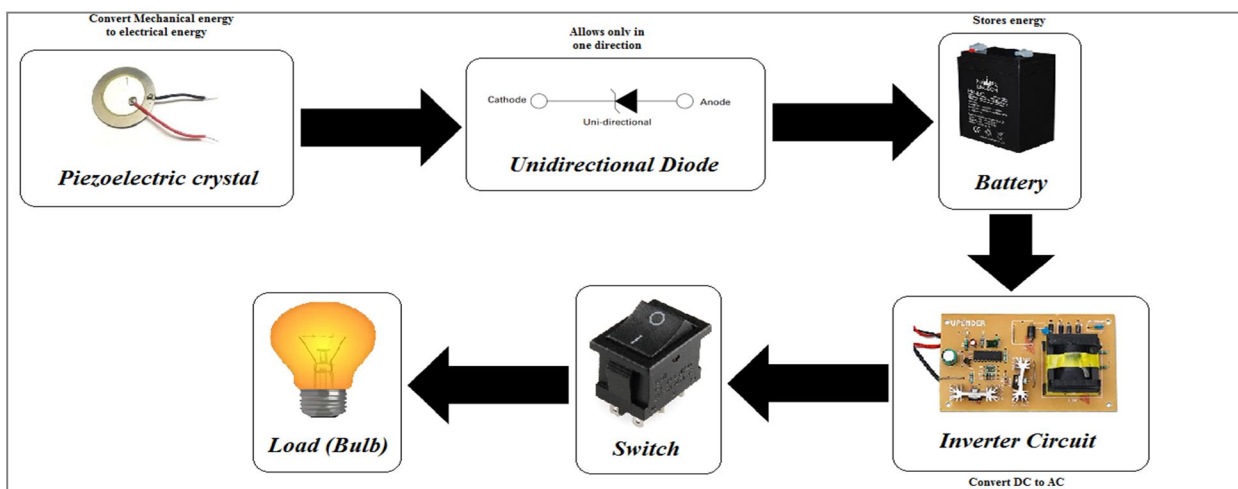 Convert Mechanical energy
to electrical energy
Piezoelectric crystal
Allows only in
one direction
Cathode
Anode
Uni-directional
Unidirectional Diode
Stores energy
Battery
Load (Bulb)
Switch
UPENDER
Inverter Circuit
Convert DC to AC